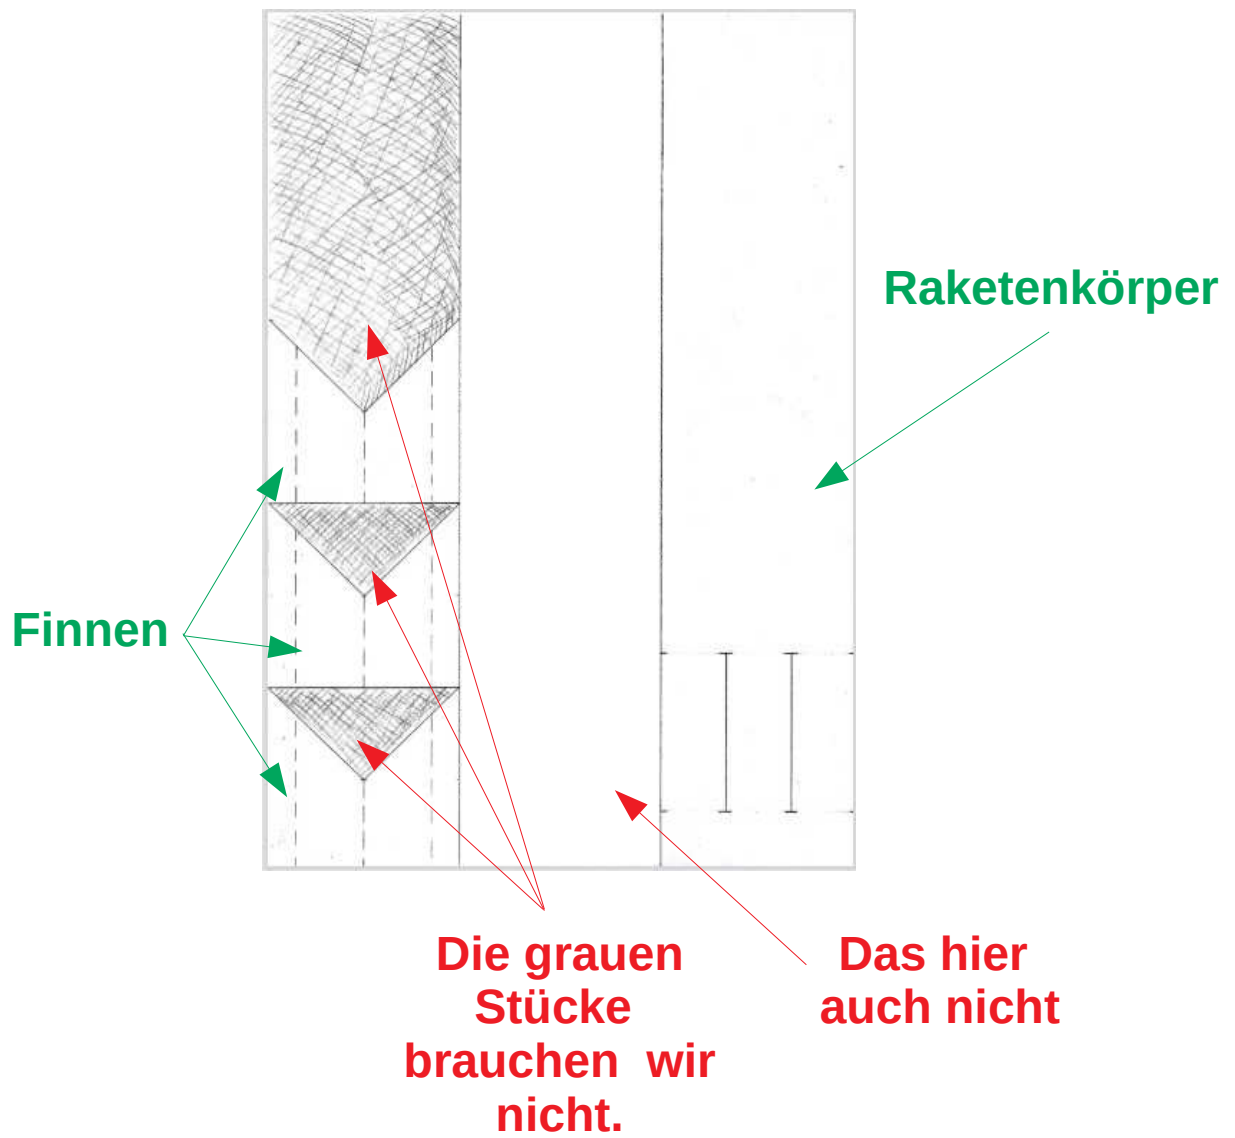 Raketenkörper
Finnen
Die grauen
Stücke
brauchen wir
nicht.
Das hier
auch nicht